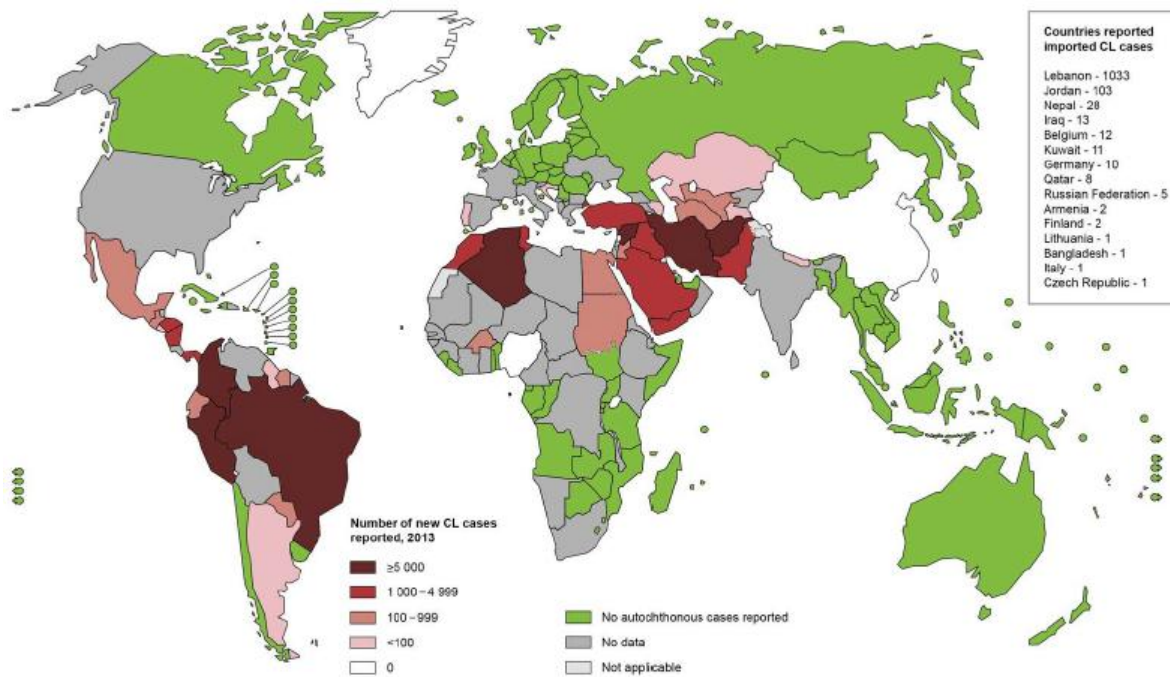 Countries reported
imported CL cases
Lebanon - 1033
Jordan - 103
Nepal - 28
Iraq - 13
Belgium - 12
Kuwait - 11
Germany - 10
Qatar - 8
Russian Federation - 5
Armenia - 2
Finland - 2
Lithuania - 1
Bangladesh - 1
Italy - 1
Czech Republic - 1
Number of new CL cases
reported, 2013
≥5 000
1 000 – 4 999
100 – 999
<100
0
No autochthonous cases reported
No data
Not applicable